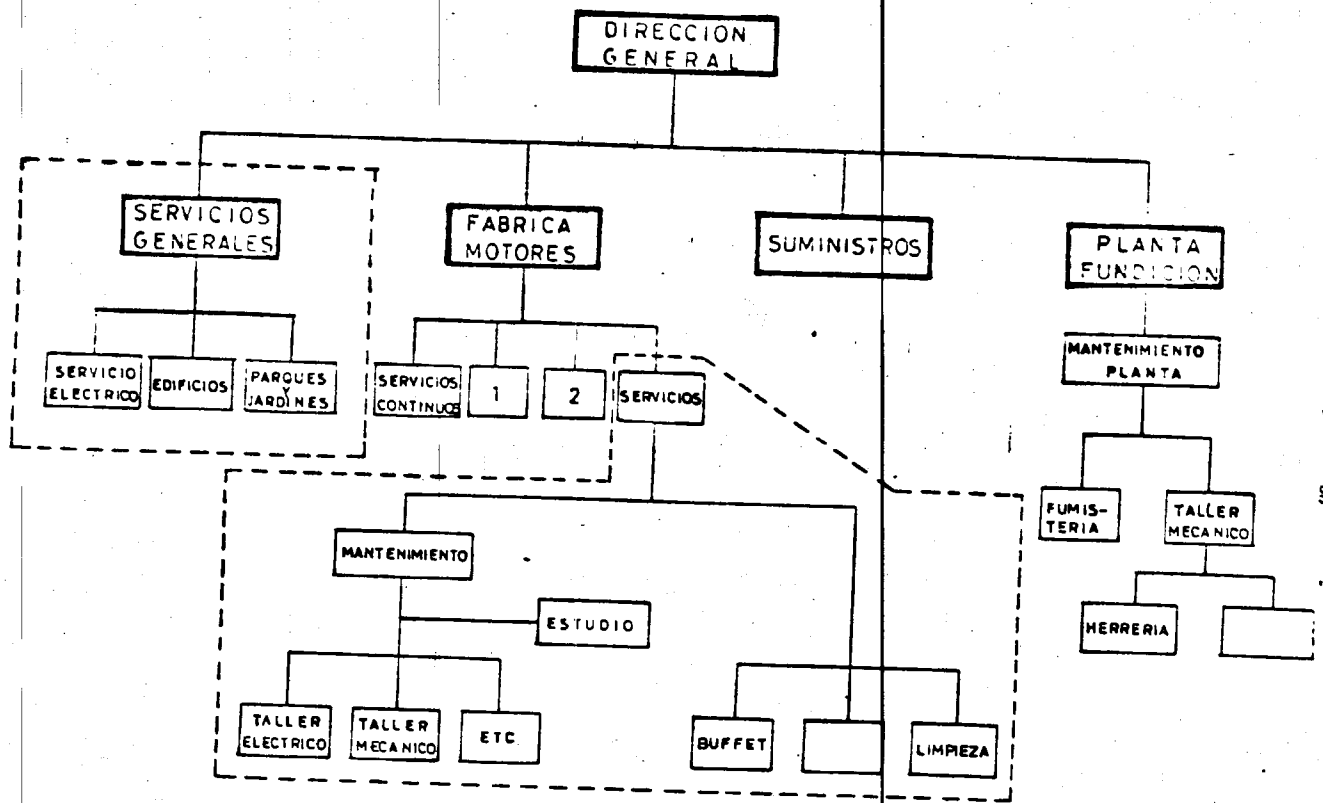 DIRECCION
GENERAL
SERVICIOS
GENERALES
FABRICA
MOTORES
SUMINISTROS
PLANTA
FUNDICION
SERVICIO
ELECTRICO
EDIFICIOS
PARQUES
Y
JARDINES
SERVICIOS
CONTINUOS
1
2
SERVICIOS
MANTENIMIENTO
PLANTA
FUMIS-
TERIA
TALLER
MECANICO
HERRERIA
MANTENIMIENTO
ESTUDIO
TALLER
ELECTRICO
TALLER
MECANICO
ETC
BUFFET
LIMPIEZA